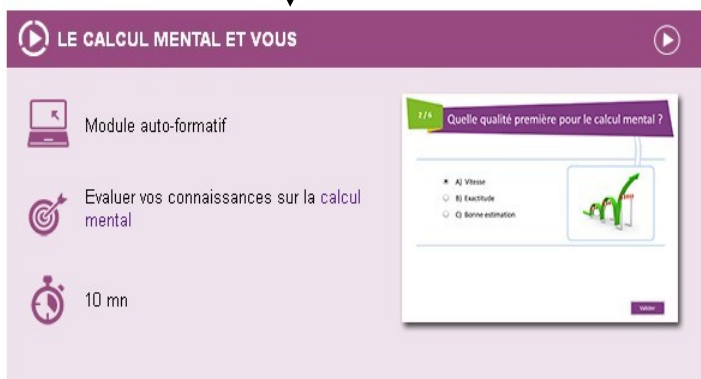 LE CALCUL MENTAL ET VOUS
Module auto-formatif
Evaluer vos connaissances sur la calcul
mental
10 mn
2/6
Quelle qualité première pour le calcul mental ?
A) Vitesse
B) Exactitude
C) Bonne estimation
Valider